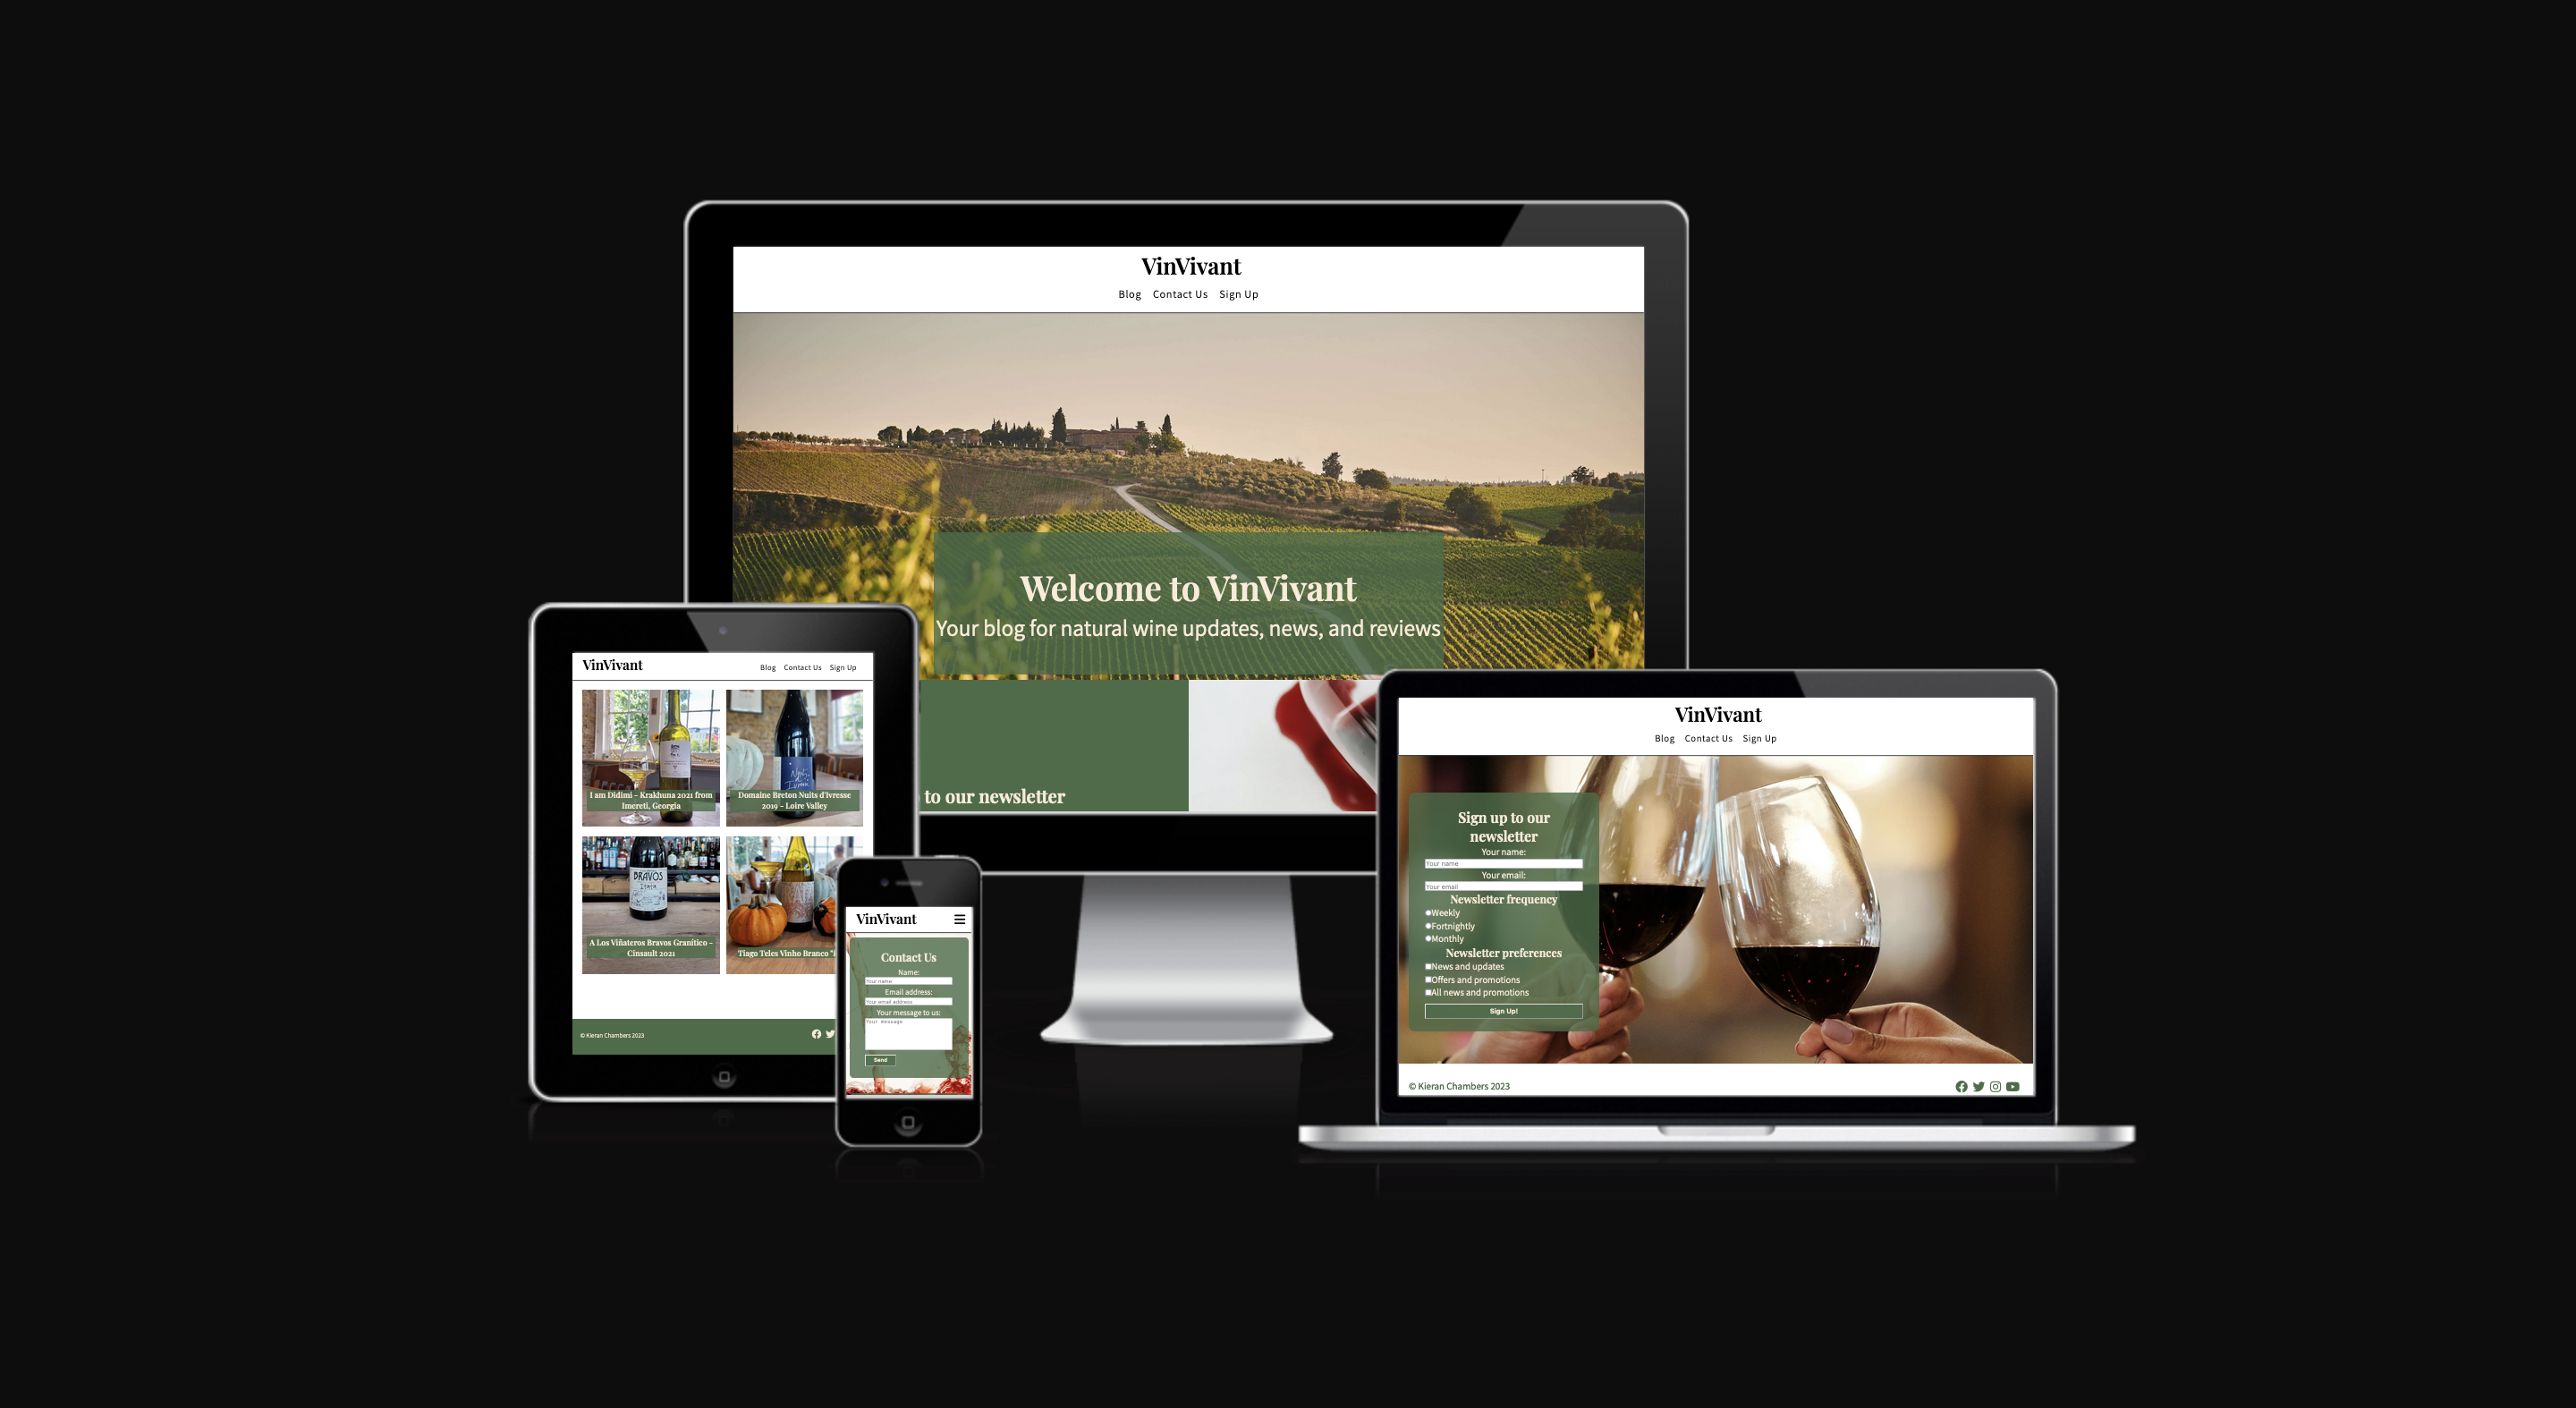 VinVivant
Blog Contact Us Sign Up
Welcome to VinVivant
Your blog for natural wine updates, news, and reviews
to our newsletter
VinVivant
Blog Contact Us Sign Up
I am Didimi - Krakhuna 2021 from
Imereti, Georgia
Domaine Breton Nuits d'Ivresse
2019 - Loire Valley
BRAVOS
A Los Viñateros Bravos Granítico -
Cinsault 2021
Tiago Teles Vinho Branco
© Kieran Chambers 2023
VinVivant
Contact Us
Name:
Your name
Email address:
Your email address
Your message to us:
Your message
Send
VinVivant
Blog Contact Us Sign Up
Sign up to our
newsletter
Your name:
Your name
Your email:
Your email
Newsletter frequency
Weekly
Fortnightly
Monthly
Newsletter preferences
News and updates
Offers and promotions
All news and promotions
Sign Up!
© Kieran Chambers 2023